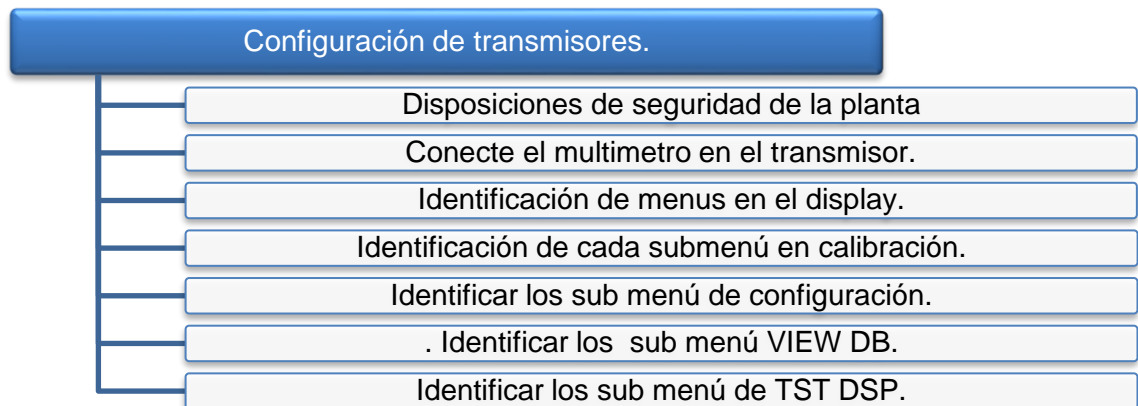 Configuración de transmisores.
Disposiciones de seguridad de la planta
Conecte el multimetro en el transmisor.
Identificación de menus en el display.
Identificación de cada submenú en calibración.
Identificar los sub menú de configuración.
. Identificar los  sub menú VIEW DB.
Identificar los sub menú de TST DSP.